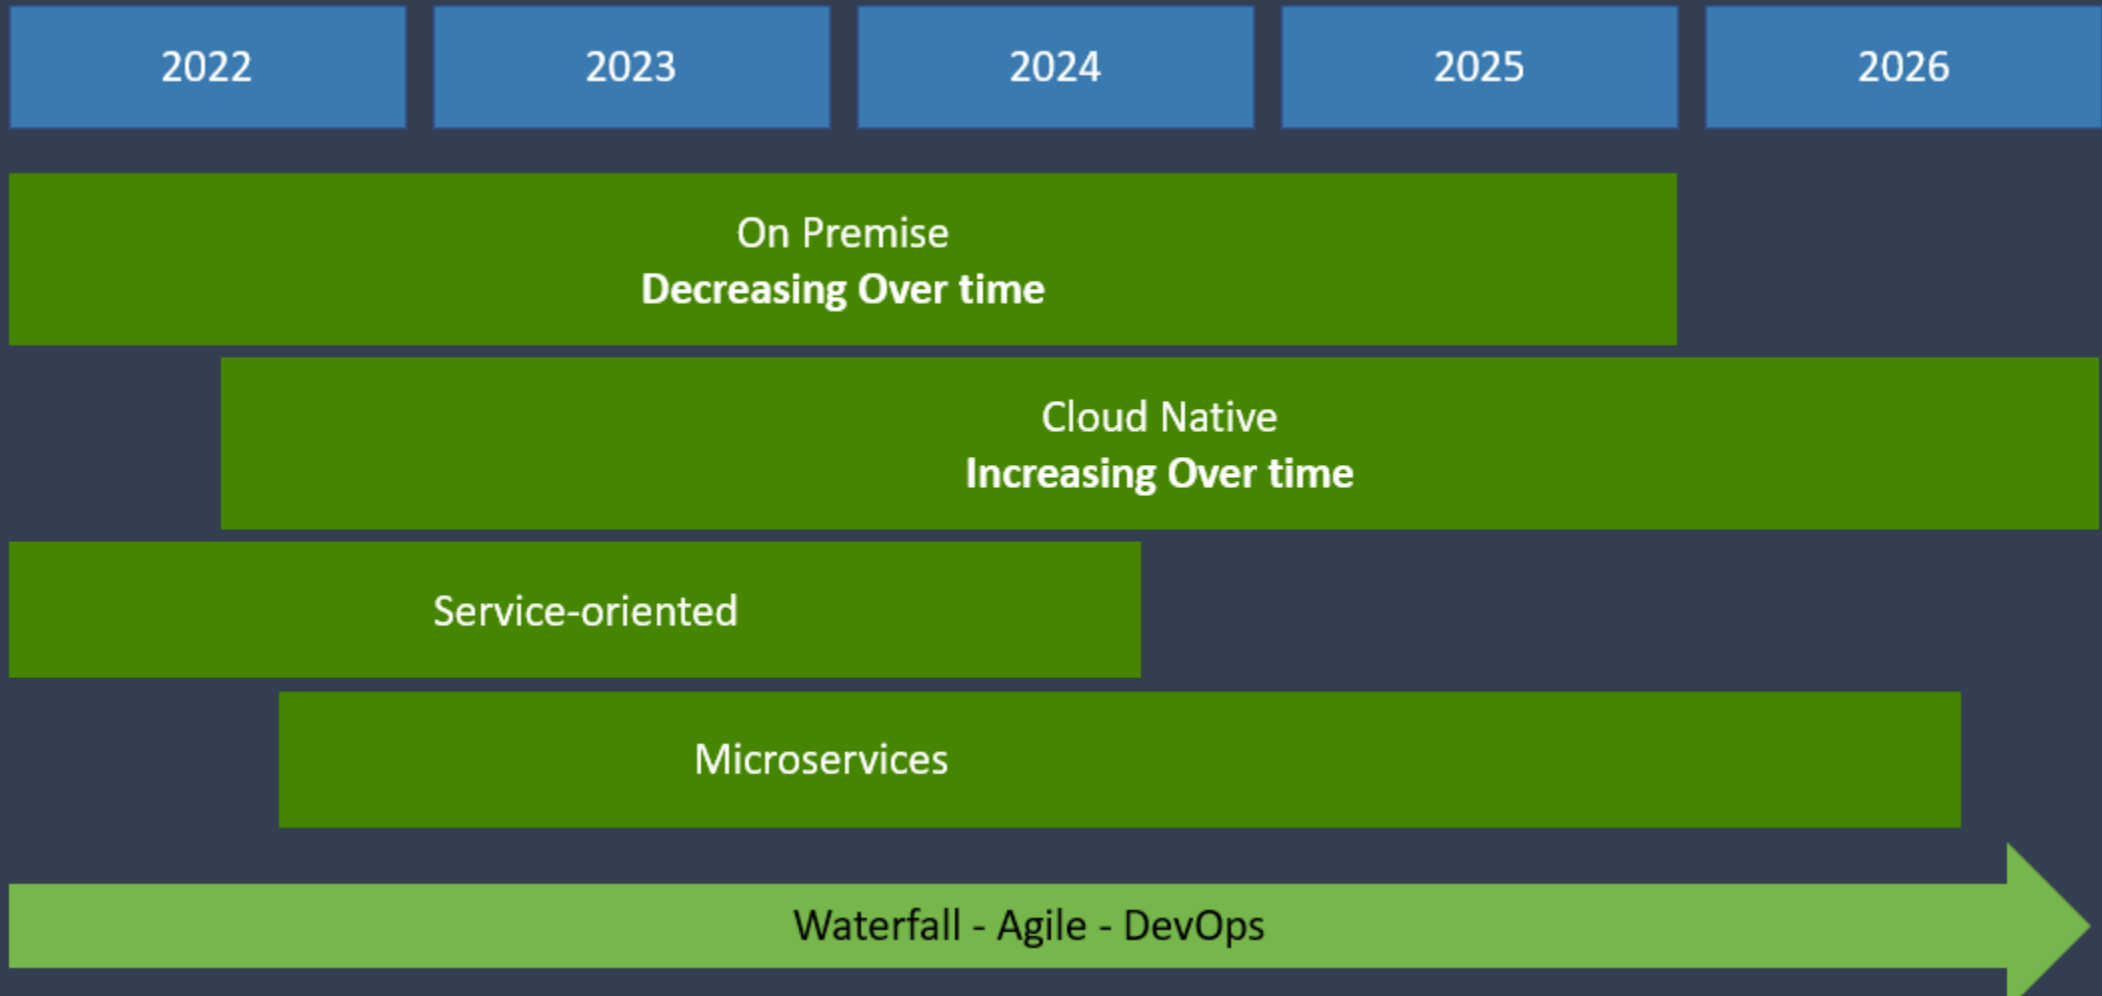 2022
2023
2024
2025
2026
On Premise
Decreasing Over time
Cloud Native
Increasing Over time
Service-oriented
Microservices
Waterfall - Agile - DevOps